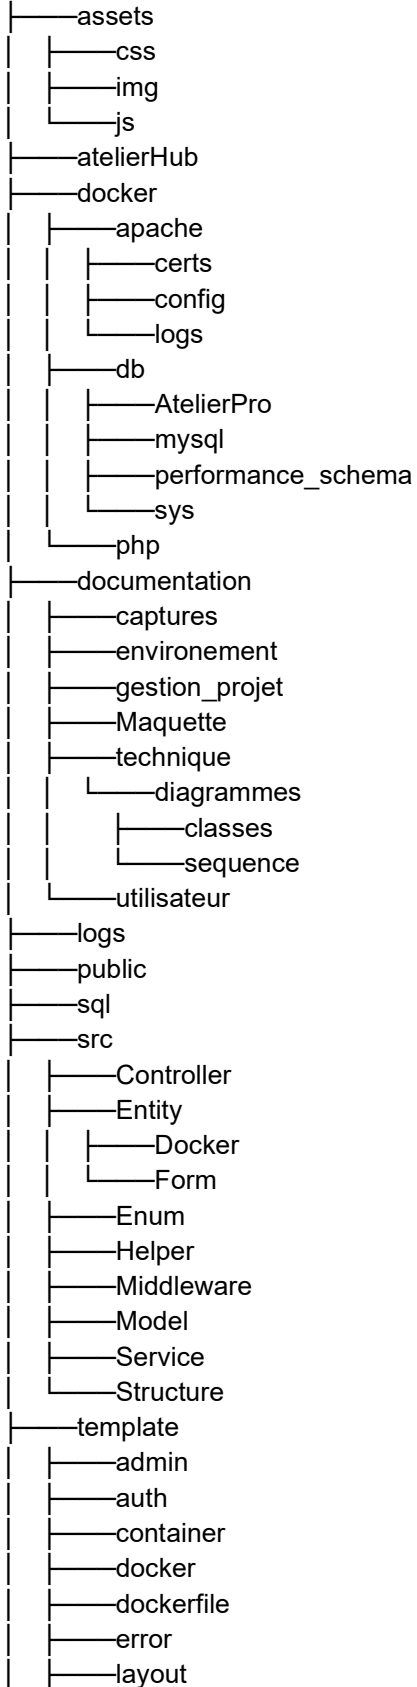 assets
css
img
js
atelierHub
docker
apache
certs
config
logs
db
AtelierPro
mysql
performance_schema
sys
php
documentation
captures
environement
gestion_projet
Maquette
technique
diagrammes
classes
sequence
utilisateur
logs
public
sql
src
Controller
Entity
Docker
Form
Enum
Helper
Middleware
Model
Service
Structure
template
admin
auth
container
docker
dockerfile
error
layout